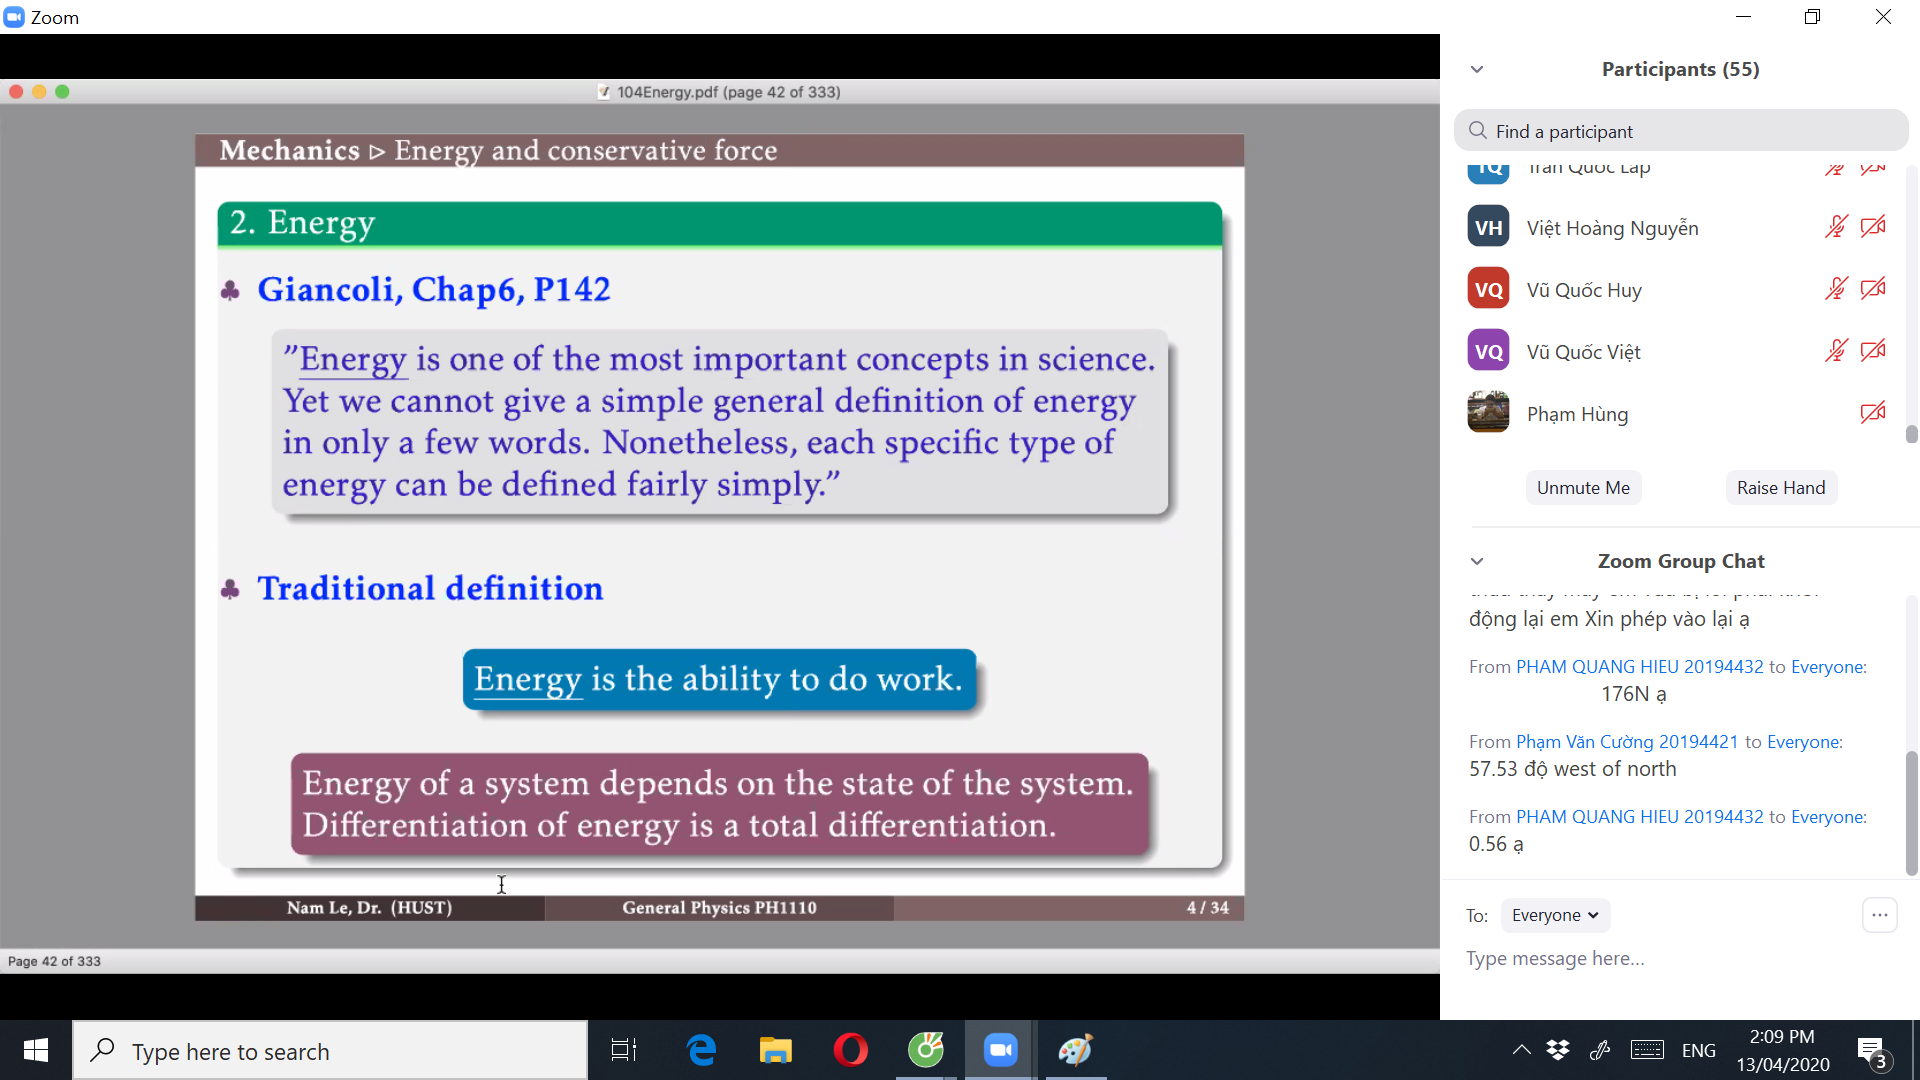 Zoom
104Energy.pdf (page 42 of 333)
Mechanics ▷ Energy and conservative force
2. Energy
♣ Giancoli, Chap6, P142
”Energy is one of the most important concepts in science.
Yet we cannot give a simple general definition of energy
in only a few words. Nonetheless, each specific type of
energy can be defined fairly simply.”
♣ Traditional definition
Energy is the ability to do work.
Energy of a system depends on the state of the system.
Differentiation of energy is a total differentiation.
Nam Le, Dr. (HUST)
General Physics PH1110
4 / 34
Page 42 of 333
Participants (55)
Find a participant
TQ Trần Quốc Lập
VH Việt Hoàng Nguyễn
VQ Vũ Quốc Huy
VQ Vũ Quốc Việt
Phạm Hùng
Unmute Me
Raise Hand
Zoom Group Chat
động lại em Xin phép vào lại ạ
From PHAM QUANG HIEU 20194432 to Everyone:
176N ạ
From Phạm Văn Cường 20194421 to Everyone:
57.53 độ west of north
From PHAM QUANG HIEU 20194432 to Everyone:
0.56 ạ
To: Everyone
Type message here...
Type here to search
ENG
2:09 PM
13/04/2020
3